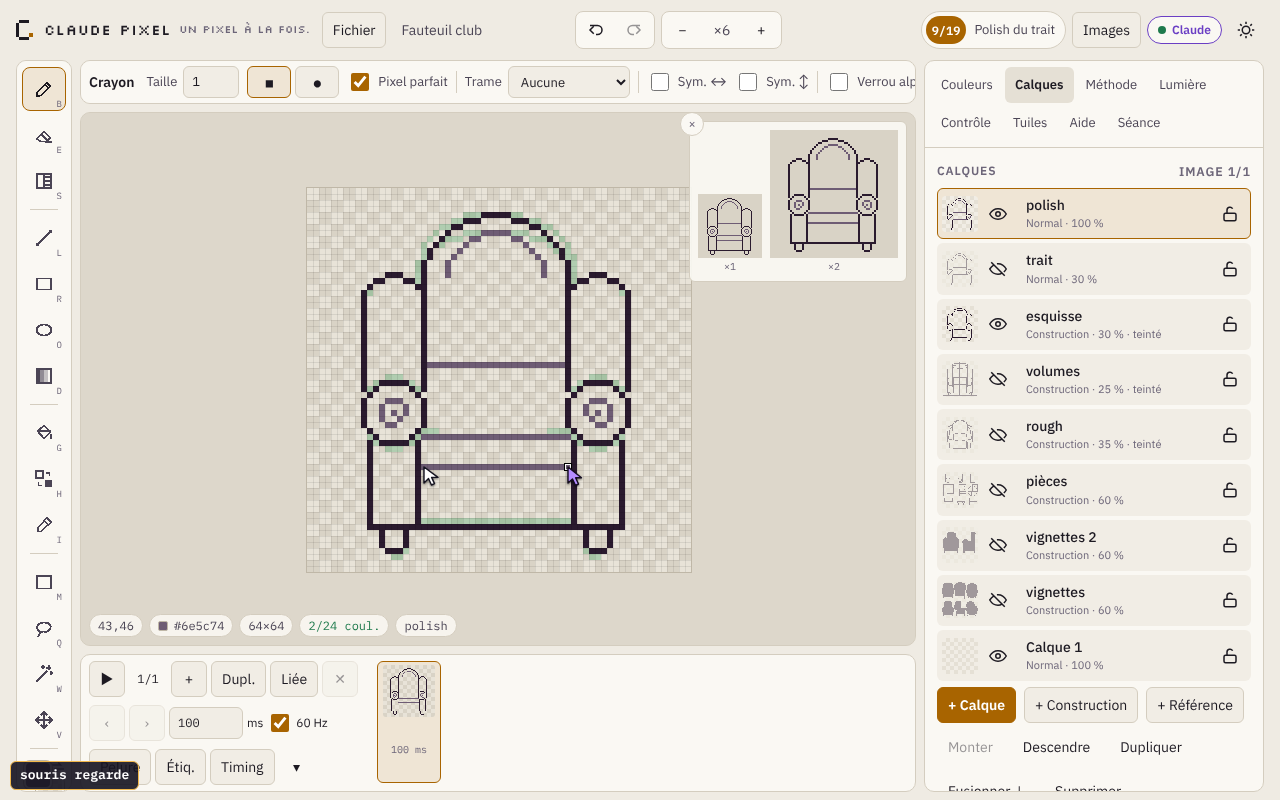 CLAUDE PIXEL UN PIXEL À LA FOIS. Fichier Fauteuil club − ×6 + 9/19 Polish du trait Images Claude
Crayon Taille 1 ■ ● Pixel parfait Trame Aucune Sym. ↔ Sym. ↕ Verrou alp
B
E
S
L
R
O
D
G
H
I
M
Q
W
V
×
×1 ×2
43,46 #6e5c74 64×64 2/24 coul. polish
1/1 + Dupl. Liée ✕
‹ › 100 ms 60 Hz
Étiq. Timing ▼
100 ms
souris regarde
Couleurs Calques Méthode Lumière
Contrôle Tuiles Aide Séance
CALQUES IMAGE 1/1
polish
Normal · 100 %
trait
Normal · 30 %
esquisse
Construction · 30 % · teinté
volumes
Construction · 25 % · teinté
rough
Construction · 35 % · teinté
pièces
Construction · 60 %
vignettes 2
Construction · 60 %
vignettes
Construction · 60 %
Calque 1
Normal · 100 %
+ Calque + Construction + Référence
Monter Descendre Dupliquer
Fusionner ↓ Supprimer